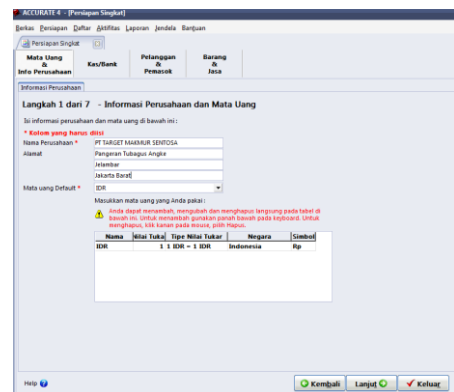 ACCURATE 4 - [Persiapan Singkat]
Berkas Persiapan Daftar Aktifitas Laporan Jendela Bantuan
Persiapan Singkat
Mata Uang & Info Perusahaan
Kas/Bank
Pelanggan & Pemasok
Barang & Jasa
Informasi Perusahaan
Langkah 1 dari 7 - Informasi Perusahaan dan Mata Uang
Isi informasi perusahaan dan mata uang di bawah ini :
* Kolom yang harus diisi
Nama Perusahaan * PT TARGET MAKMUR SENTOSA
Alamat Pangeran Tubagus Angke
Jelambar
Jakarta Barat
Mata uang Default * IDR
Masukkan mata uang yang Anda pakai :
Anda dapat menambah, mengubah dan menghapus langsung pada tabel di
bawah ini. Untuk menambah gunakan panah bawah pada keyboard. Untuk
menghapus, klik kanan pada mouse, pilih Hapus.
Nama Nilai Tuka Tipe Nilai Tukar Negara Simbol
IDR 1 1 IDR = 1 IDR Indonesia Rp
Help Kembali Lanjut Keluar